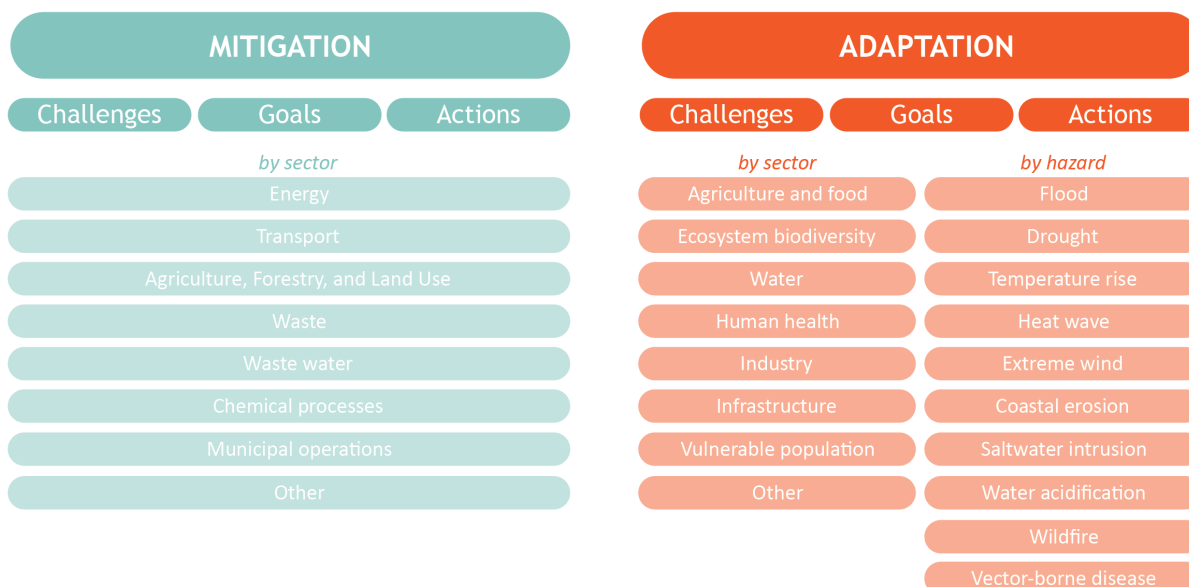 MITIGATION
Challenges
Goals
Actions
by sector
Energy
Transport
Agriculture, Forestry, and Land Use
Waste
Waste water
Chemical processes
Municipal operations
Other
ADAPTATION
Challenges
Goals
Actions
by sector
Agriculture and food
Ecosystem biodiversity
Water
Human health
Industry
Infrastructure
Vulnerable population
Other
by hazard
Flood
Drought
Temperature rise
Heat wave
Extreme wind
Coastal erosion
Saltwater intrusion
Water acidification
Wildfire
Vector-borne disease